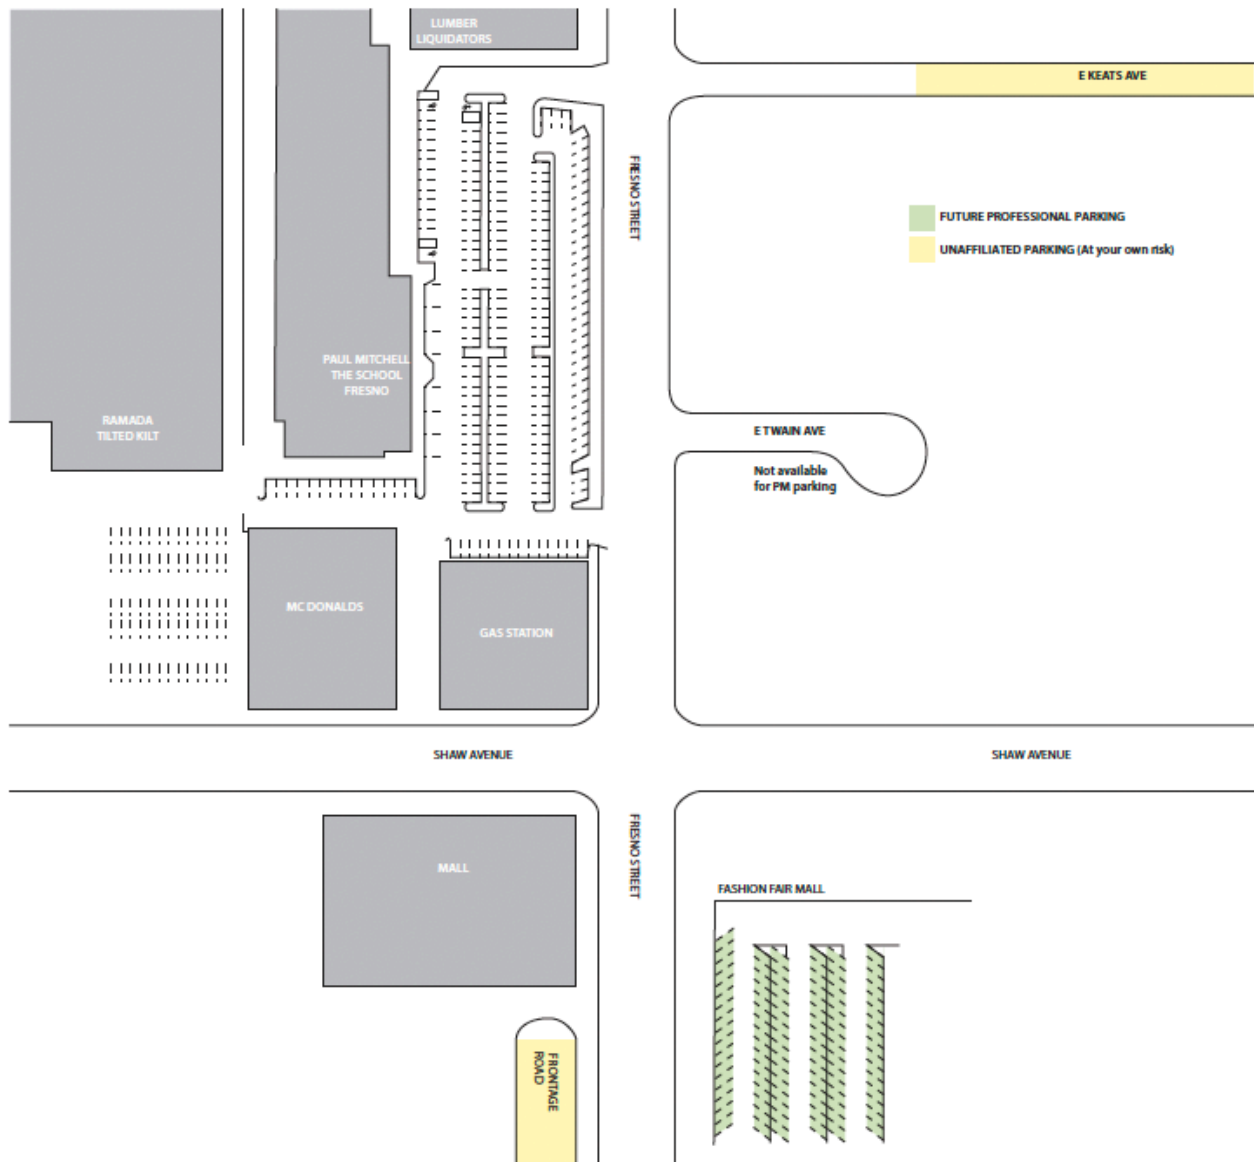 LUMBER
LIQUIDATORS
E KEATS AVE
FRESNO STREET
FUTURE PROFESSIONAL PARKING
UNAFFILIATED PARKING (At your own risk)
PAUL MITCHELL
THE SCHOOL
FRESNO
RAMADA
TILTED KILT
E TWAIN AVE
Not available
for PM parking
MC DONALDS
GAS STATION
SHAW AVENUE
SHAW AVENUE
FRESNO STREET
MALL
FASHION FAIR MALL
FRONTAGE
ROAD